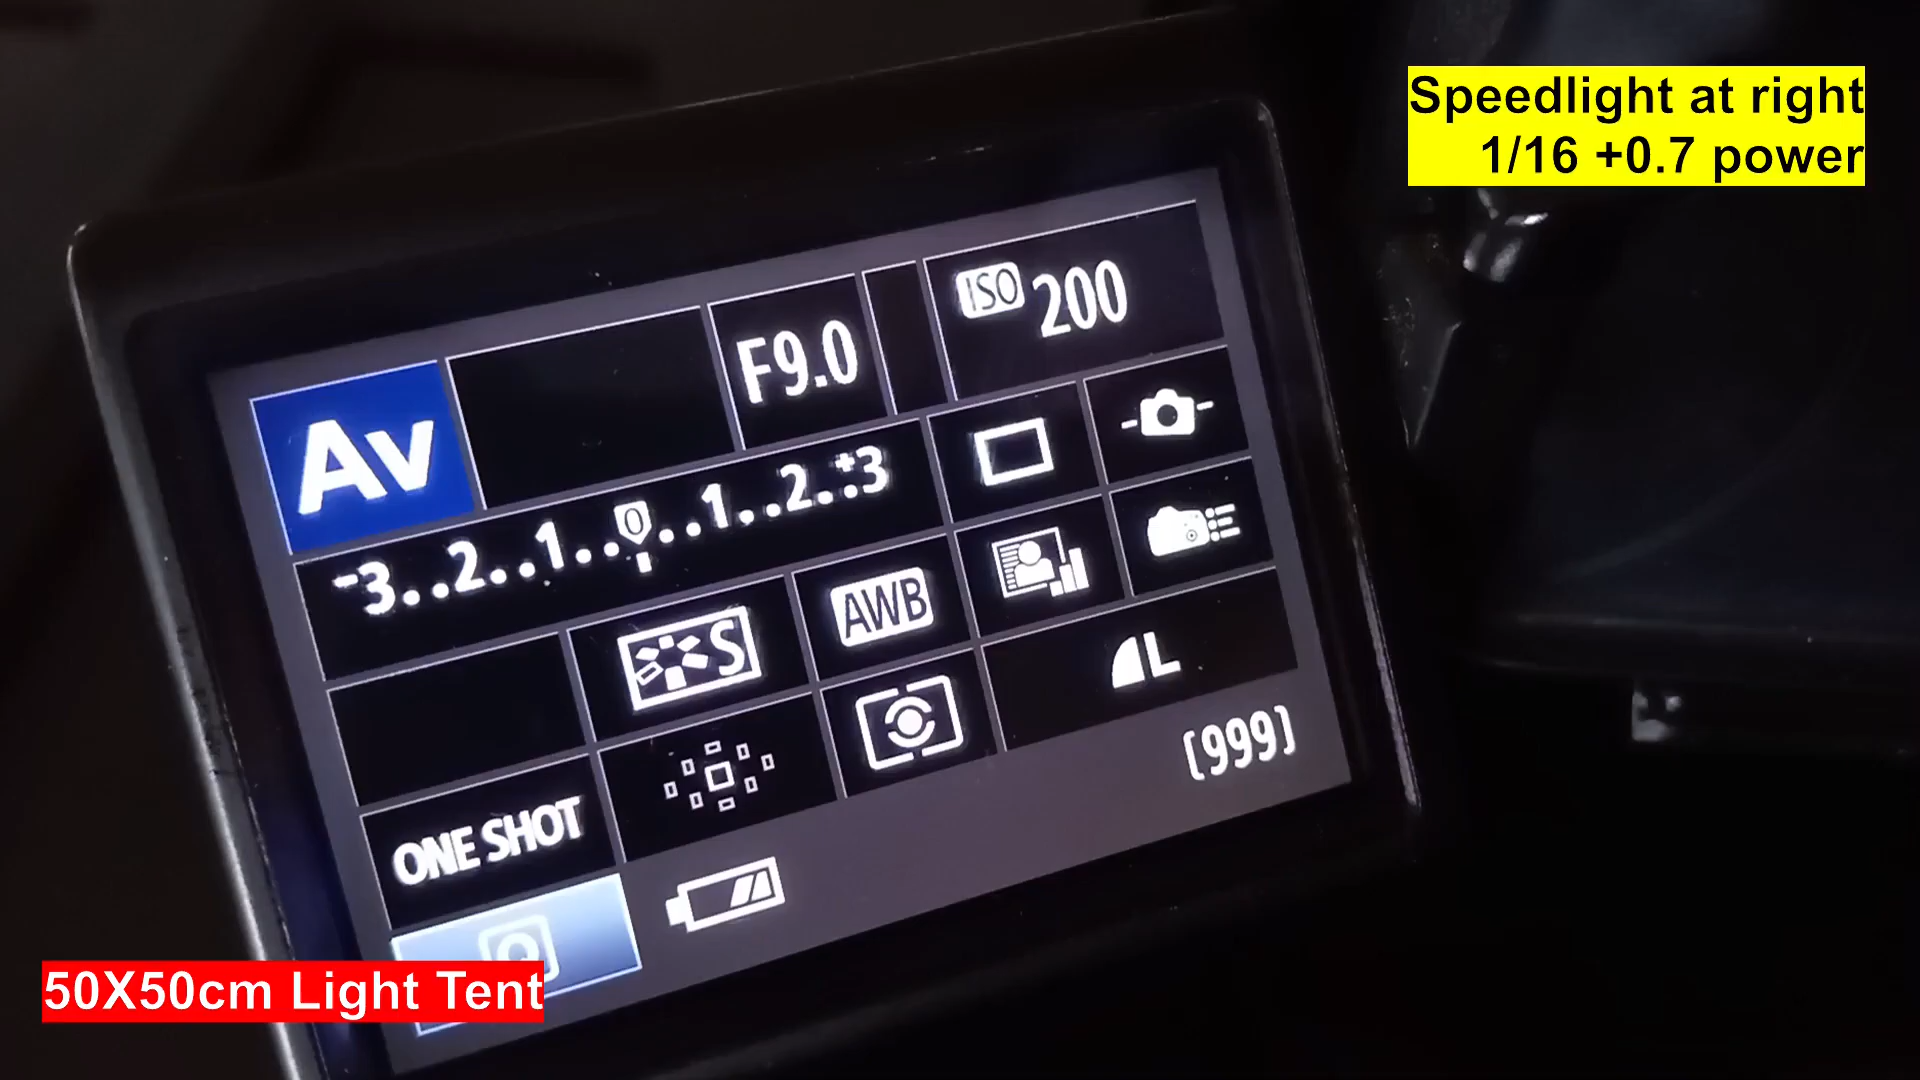 Speedlight at right
1/16 +0.7 power
Av
F9.0
ISO 200
-3..2..1..0..1..2..+3
S
AWB
L
ONE SHOT
[999]
Q
50X50cm Light Tent